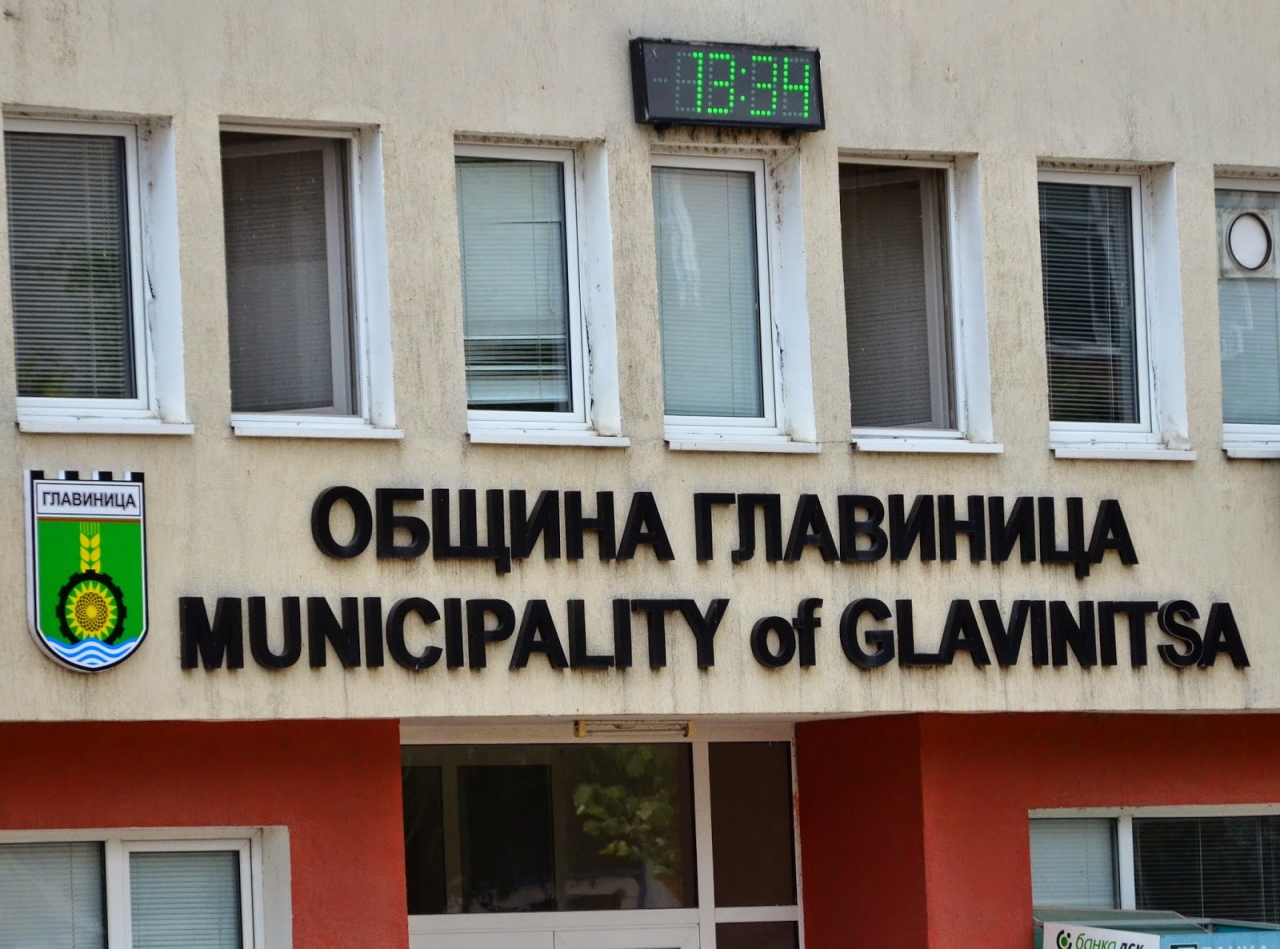 13:34
ГЛАВИНИЦА
ОБЩИНА ГЛАВИНИЦА
MUNICIPALITY of GLAVINITSA
банка дск